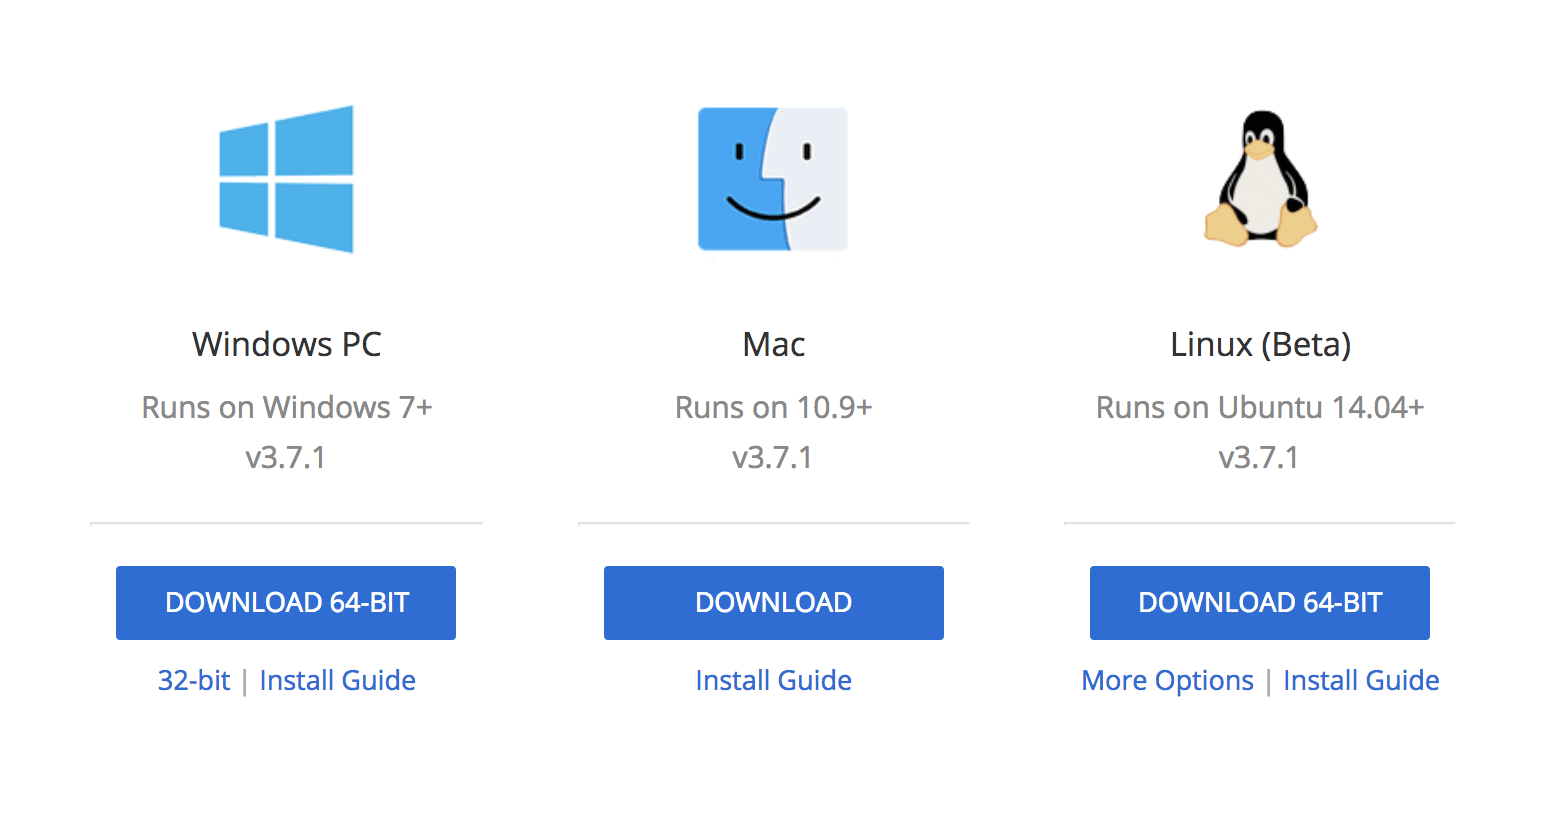 Windows PC
Runs on Windows 7+
v3.7.1
DOWNLOAD 64-BIT
32-bit | Install Guide
Mac
Runs on 10.9+
v3.7.1
DOWNLOAD
Install Guide
Linux (Beta)
Runs on Ubuntu 14.04+
v3.7.1
DOWNLOAD 64-BIT
More Options | Install Guide